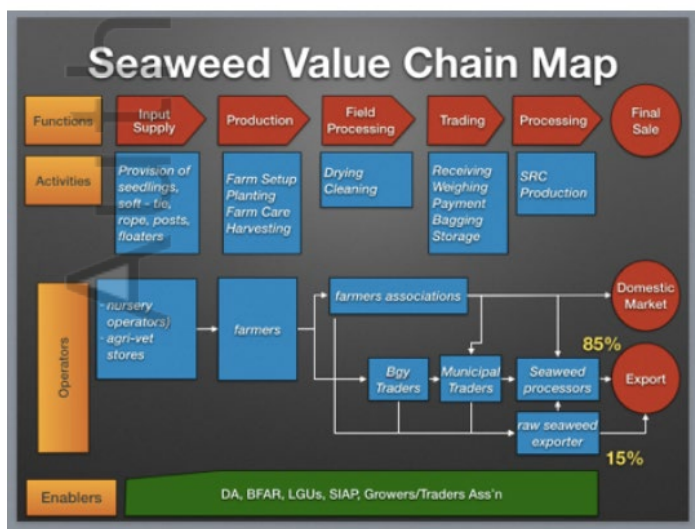 Seaweed Value Chain Map
Functions
Input
Supply
Production
Field
Processing
Trading
Processing
Final
Sale
Activities
Provision of
seedlings,
soft - tie,
rope, posts,
floaters
Farm Setup
Planting
Farm Care
Harvesting
Drying
Cleaning
Receiving
Weighing
Payment
Bagging
Storage
SRC
Production
Operators
- nursery
operators)
- agri-vet
stores
farmers
farmers associations
Domestic
Market
Bgy
Traders
Municipal
Traders
Seaweed
processors
85%
Export
raw seaweed
exporter
15%
Enablers
DA, BFAR, LGUs, SIAP, Growers/Traders Ass'n